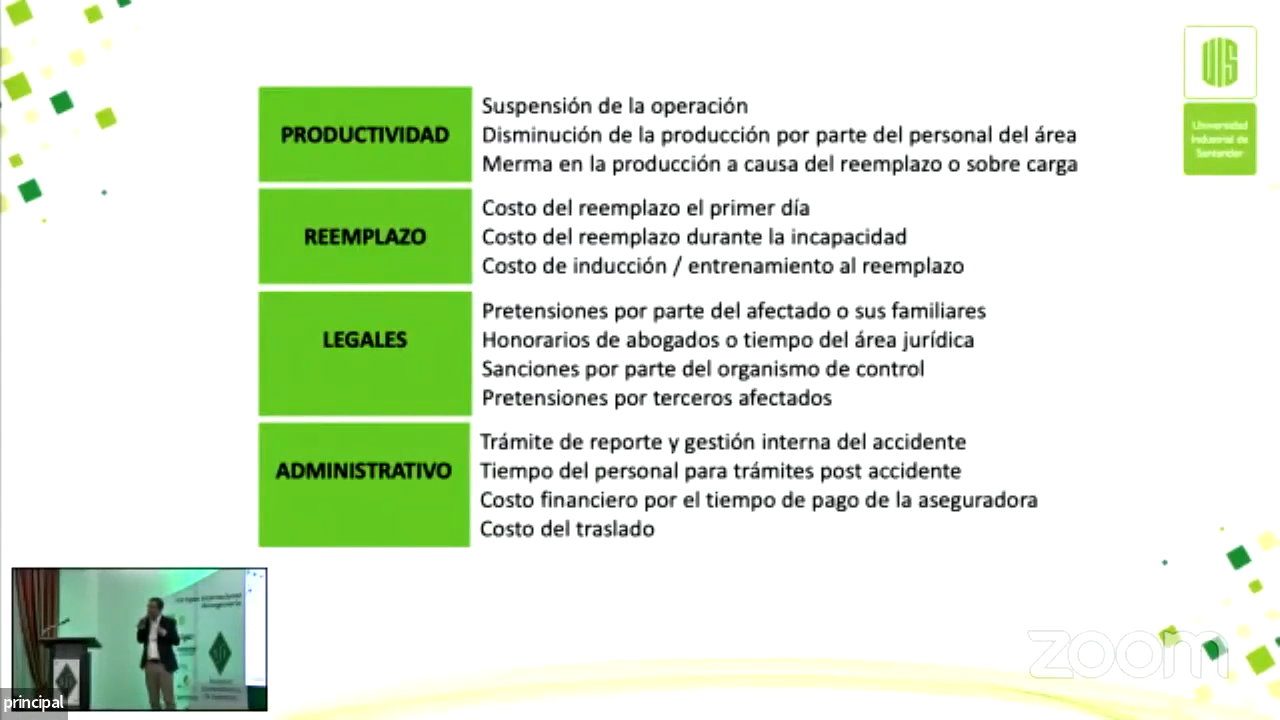 UIS
Universidad
Industrial de
Santander
PRODUCTIVIDAD
Suspensión de la operación
Disminución de la producción por parte del personal del área
Merma en la producción a causa del reemplazo o sobre carga
REEMPLAZO
Costo del reemplazo el primer día
Costo del reemplazo durante la incapacidad
Costo de inducción / entrenamiento al reemplazo
LEGALES
Pretensiones por parte del afectado o sus familiares
Honorarios de abogados o tiempo del área jurídica
Sanciones por parte del organismo de control
Pretensiones por terceros afectados
ADMINISTRATIVO
Trámite de reporte y gestión interna del accidente
Tiempo del personal para trámites post accidente
Costo financiero por el tiempo de pago de la aseguradora
Costo del traslado
principal
zoom